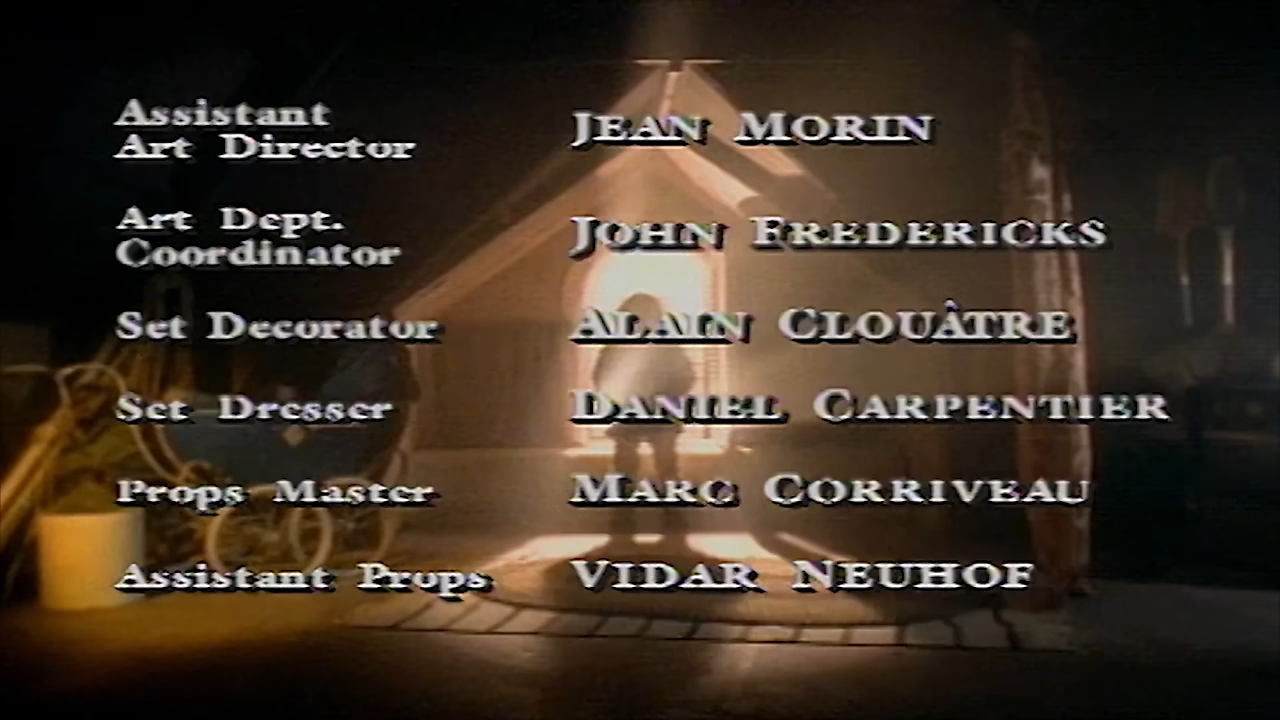 Assistant
Art Director JEAN MORIN
Art Dept.
Coordinator JOHN FREDERICKS
Set Decorator ALAIN CLOUÂTRE
Set Dresser DANIEL CARPENTIER
Props Master MARC CORRIVEAU
Assistant Props VIDAR NEUHOF